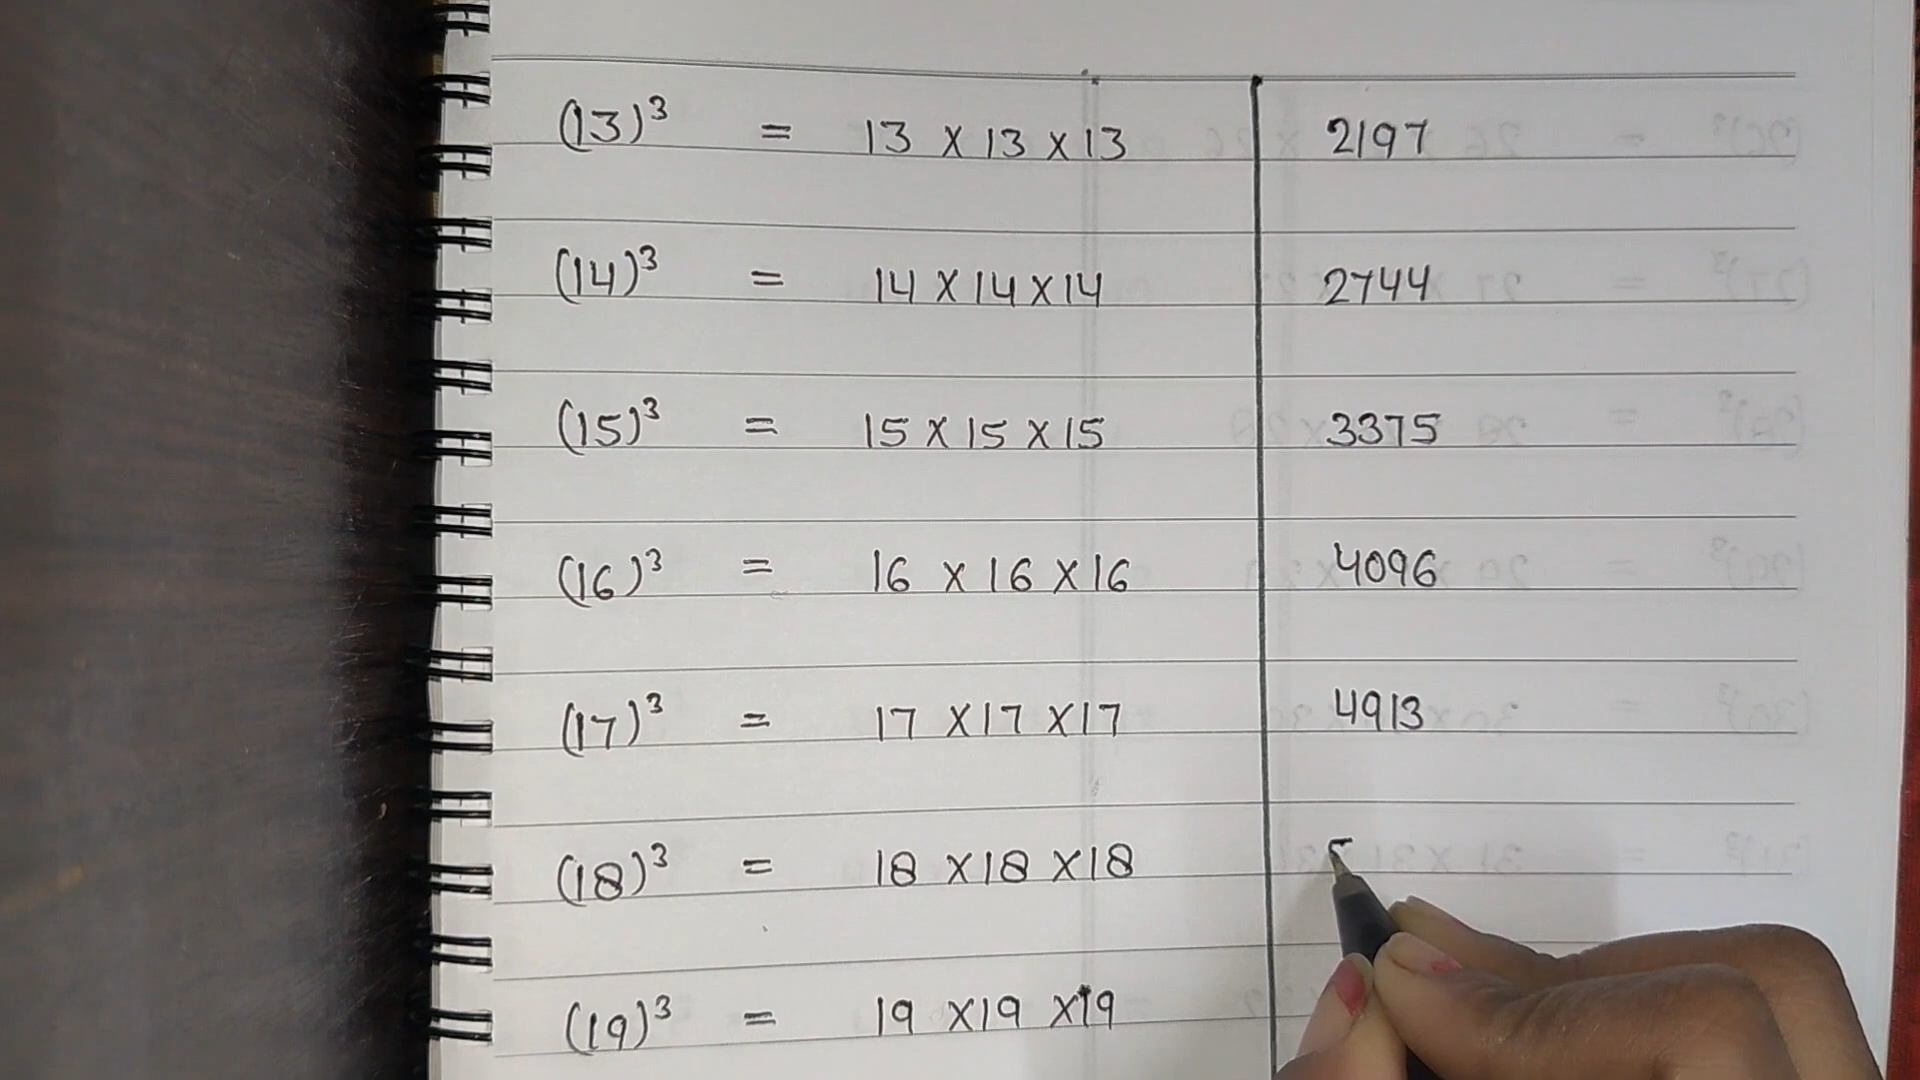 (13)³ = 13 X 13 X 13 2197
(14)³ = 14 X 14 X 14 2744
(15)³ = 15 X 15 X 15 3375
(16)³ = 16 X 16 X 16 4096
(17)³ = 17 X 17 X 17 4913
(18)³ = 18 X 18 X 18 5
(19)³ = 19 X 19 X 19